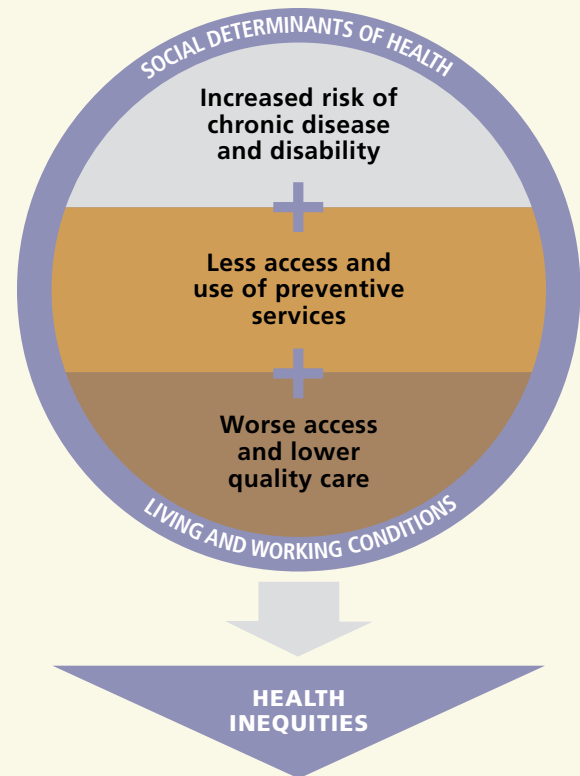 SOCIAL DETERMINANTS OF HEALTH
Increased risk of
chronic disease
and disability
+
Less access and
use of preventive
services
+
Worse access
and lower
quality care
LIVING AND WORKING CONDITIONS
HEALTH
INEQUITIES